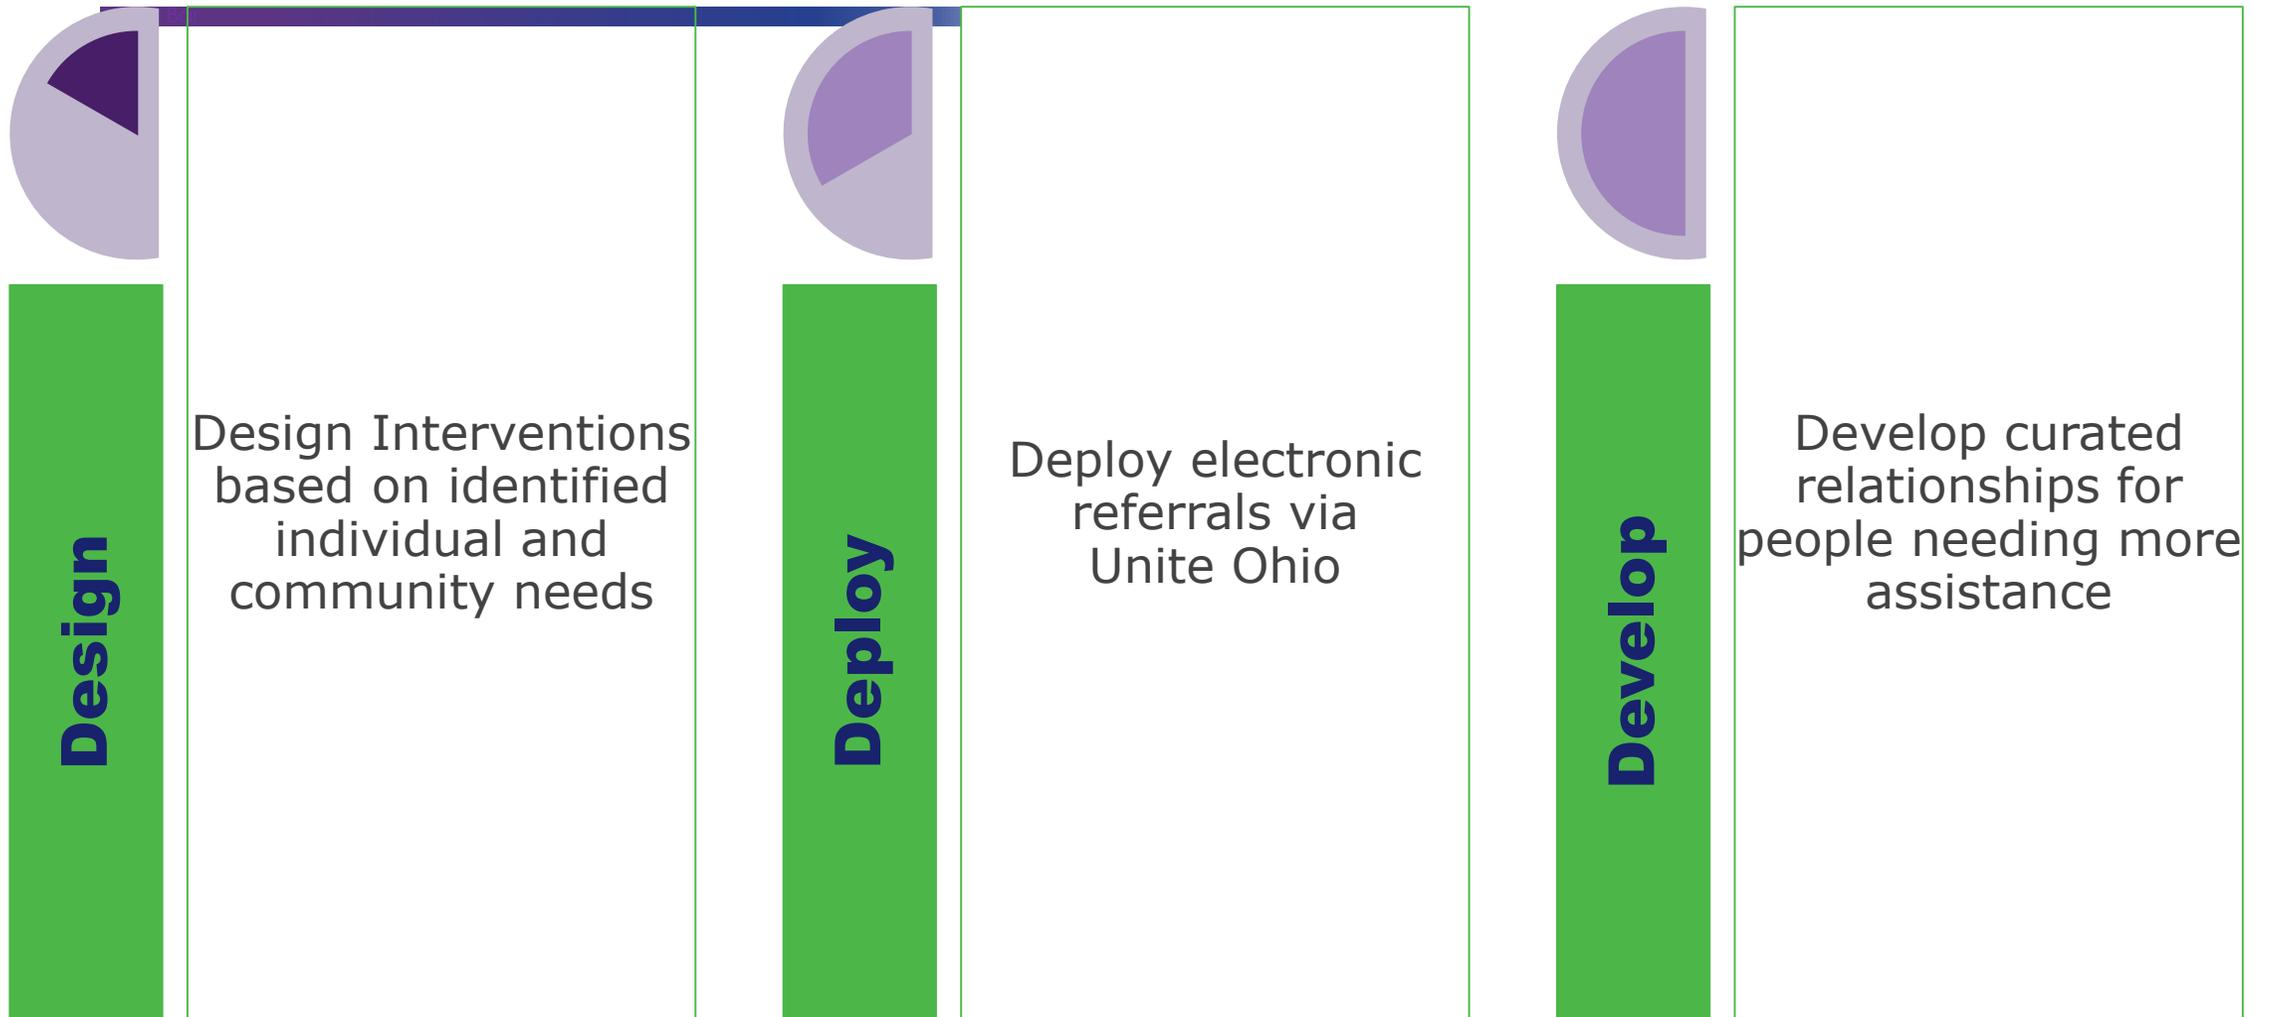 Design
Design Interventions
based on identified
individual and
community needs
Deploy
Deploy electronic
referrals via
Unite Ohio
Develop
Develop curated
relationships for
people needing more
assistance